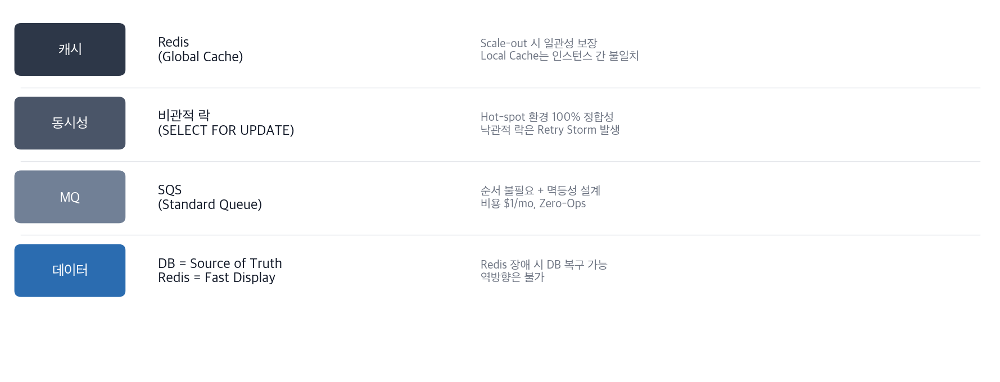 캐시
Redis
(Global Cache)
Scale-out 시 일관성 보장
Local Cache는 인스턴스 간 불일치
동시성
비관적 락
(SELECT FOR UPDATE)
Hot-spot 환경 100% 정합성
낙관적 락은 Retry Storm 발생
MQ
SQS
(Standard Queue)
순서 불필요 + 멱등성 설계
비용 $1/mo, Zero-Ops
데이터
DB = Source of Truth
Redis = Fast Display
Redis 장애 시 DB 복구 가능
역방향은 불가